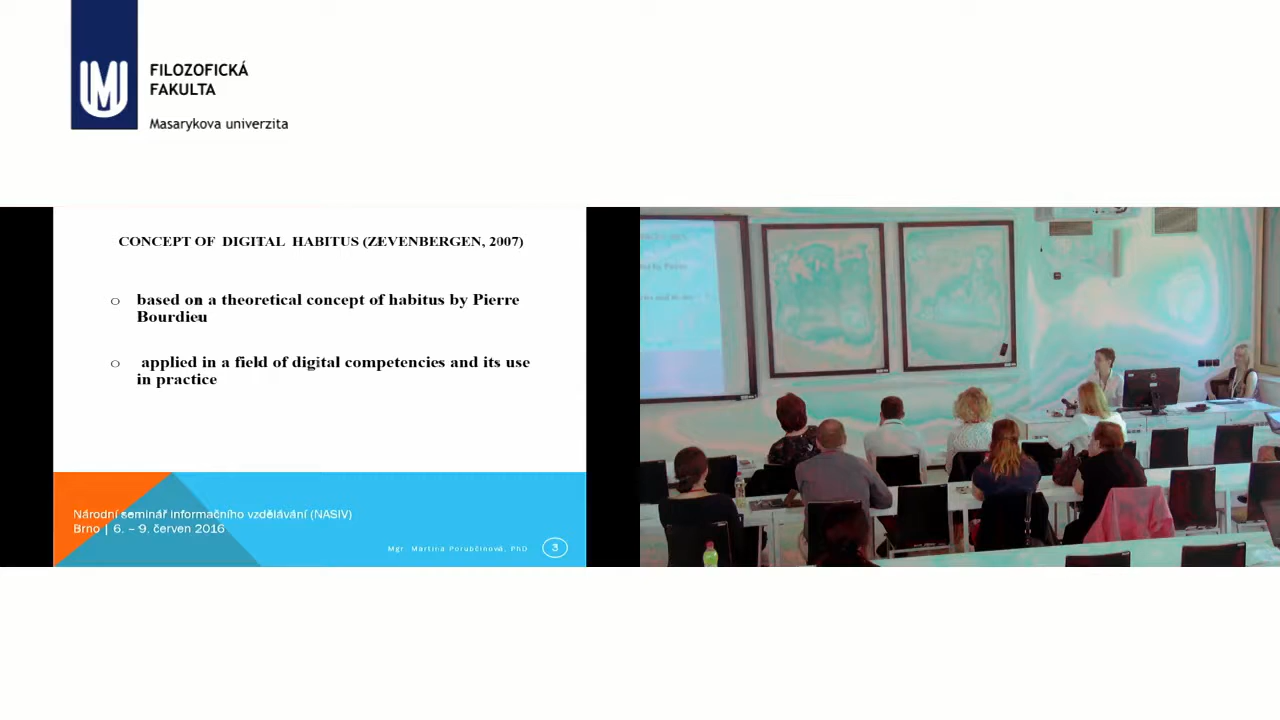 FILOZOFICKÁ
FAKULTA
Masarykova univerzita
CONCEPT OF DIGITAL HABITUS (ZEVENBERGEN, 2007)
o based on a theoretical concept of habitus by Pierre
Bourdieu
o applied in a field of digital competencies and its use
in practice
Národní seminář informačního vzdělávání (NASIV)
Brno | 6. – 9. červen 2016
Mgr. Martina Porubčinová, PhD
3